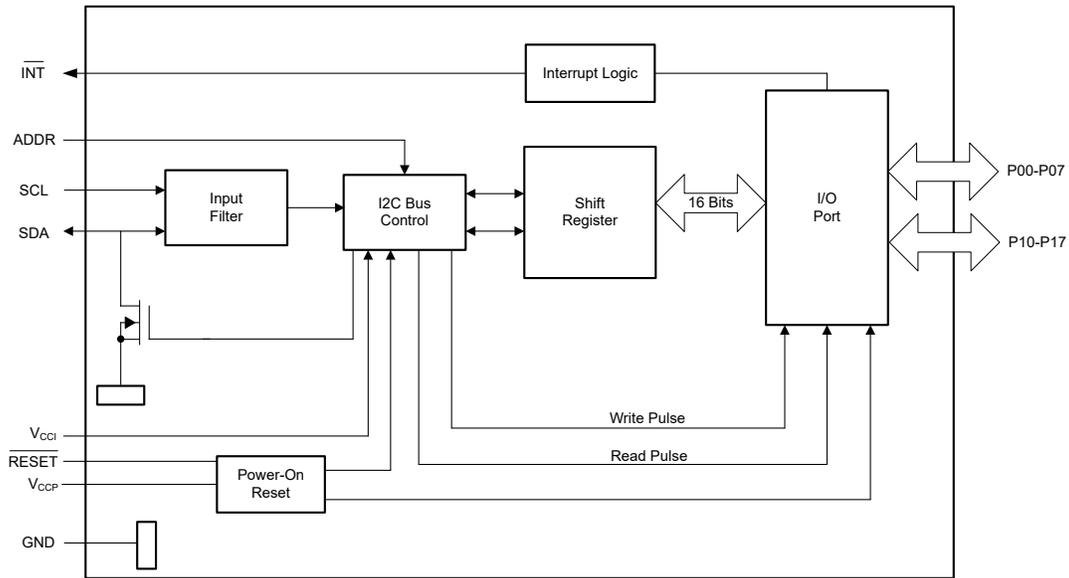 INT
Interrupt Logic
ADDR
SCL
SDA
Input
Filter
I2C Bus
Control
Shift
Register
16 Bits
I/O
Port
P00-P07
P10-P17
Write Pulse
Read Pulse
VCCI
RESET
VCCP
Power-On
Reset
GND